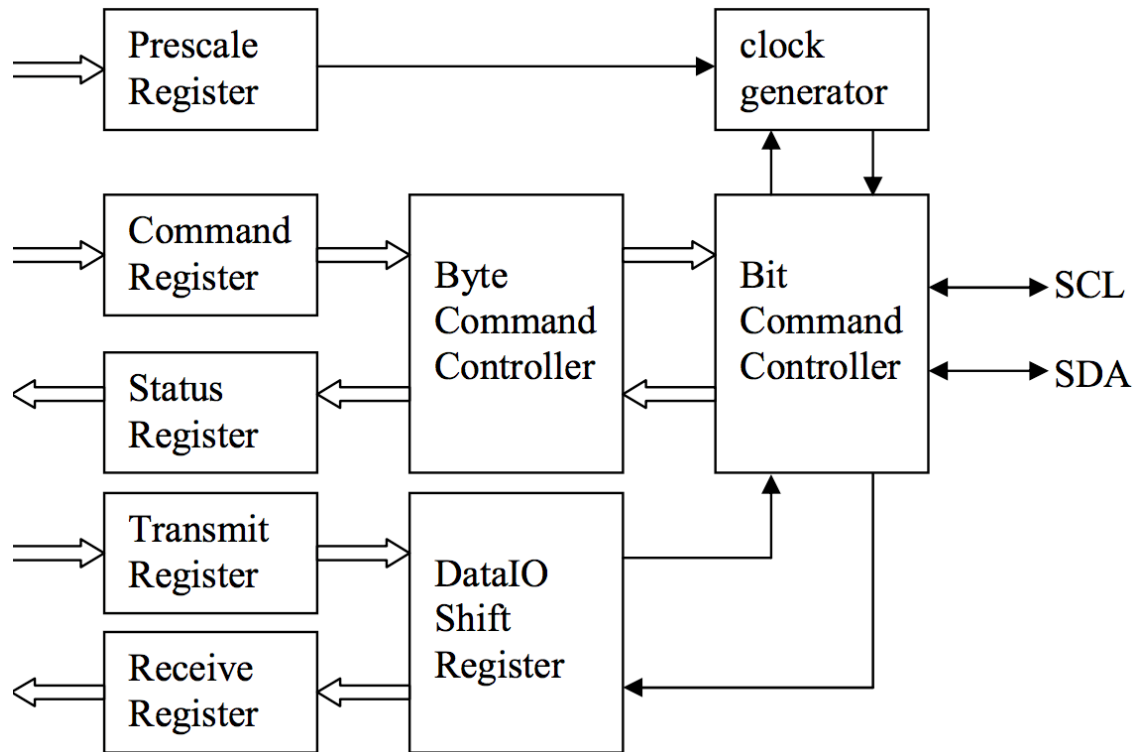 Prescale
Register
clock
generator
Command
Register
Byte
Command
Controller
Bit
Command
Controller
SCL
SDA
Status
Register
Transmit
Register
DataIO
Shift
Register
Receive
Register